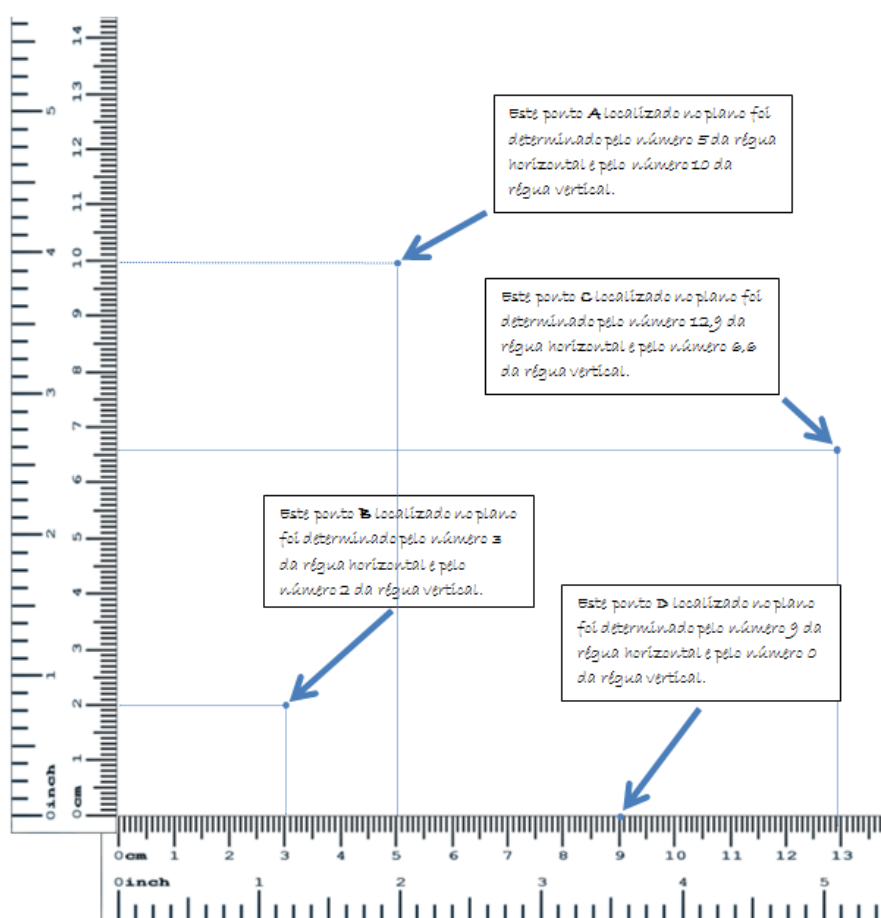 Este ponto A localizado no plano foi
determinado pelo número 5 da régua
horizontal e pelo número 10 da
régua vertical.
Este ponto C localizado no plano foi
determinado pelo número 12,9 da
régua horizontal e pelo número 6,6
da régua vertical.
Este ponto B localizado no plano
foi determinado pelo número 3
da régua horizontal e pelo
número 2 da régua vertical.
Este ponto D localizado no plano
foi determinado pelo número 9 da
régua horizontal e pelo número 0
da régua vertical.
5
4
3
2
1
0inch
14
13
12
11
10
9
8
7
6
5
4
3
2
1
0cm
0cm 1 2 3 4 5 6 7 8 9 10 11 12 13
0inch 1 2 3 4 5